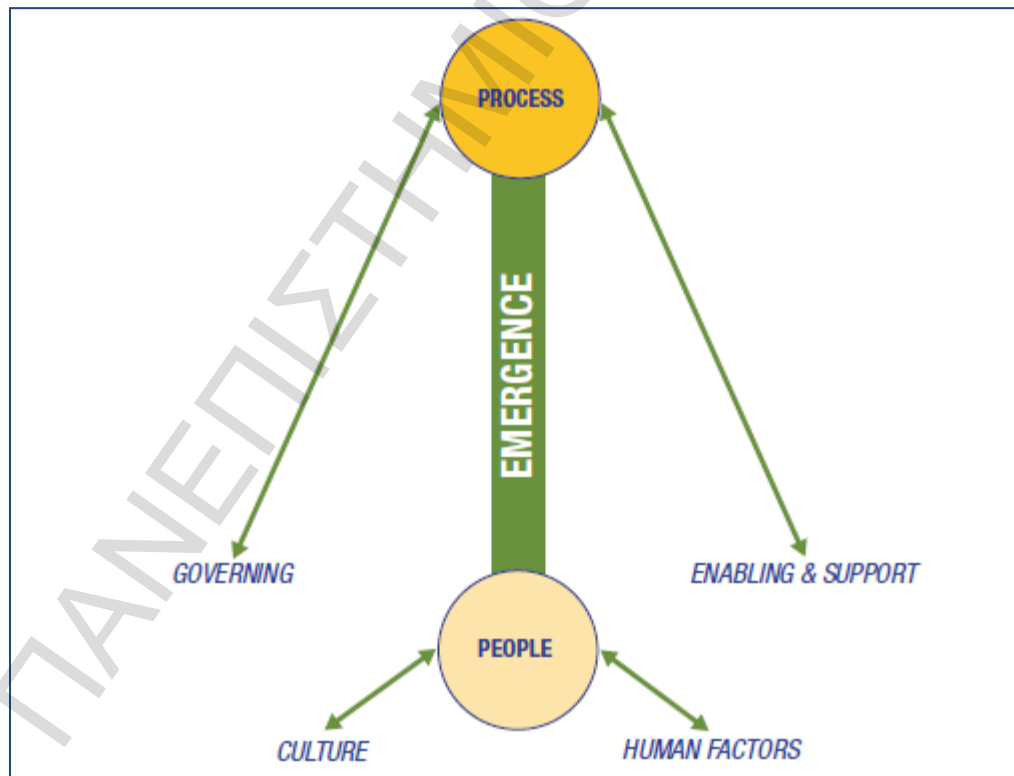 PROCESS
EMERGENCE
GOVERNING
ENABLING & SUPPORT
PEOPLE
CULTURE
HUMAN FACTORS